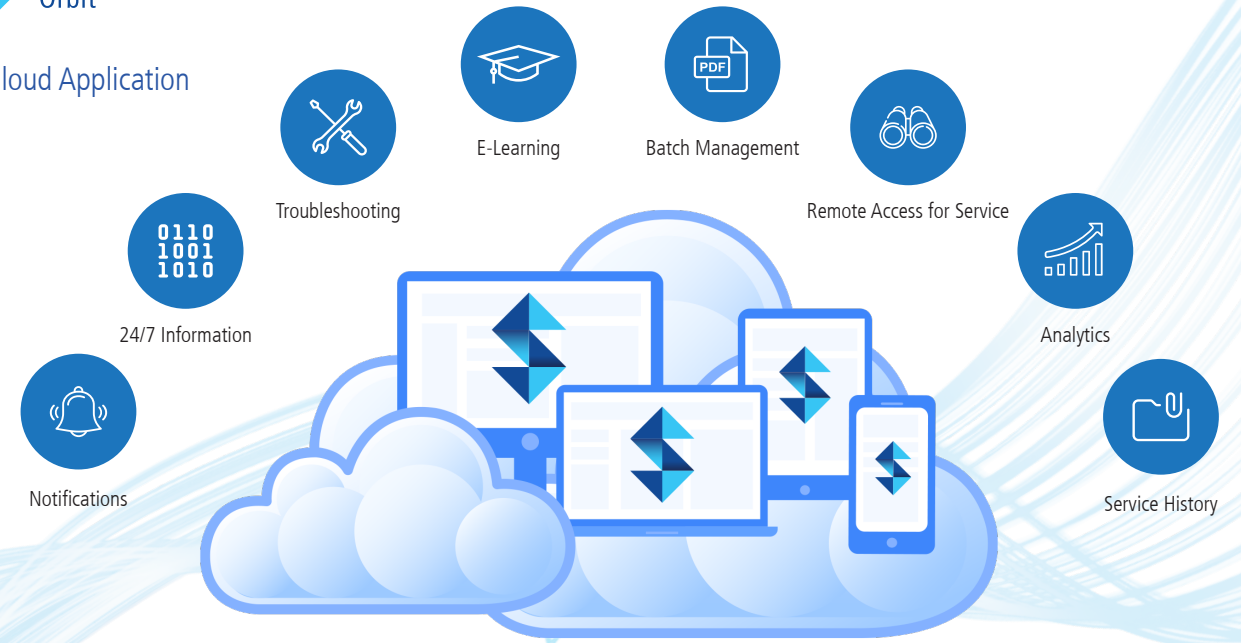 Orbit
loud Application
E-Learning
PDF
Batch Management
Troubleshooting
Remote Access for Service
0110
1001
1010
24/7 Information
Analytics
Notifications
Service History